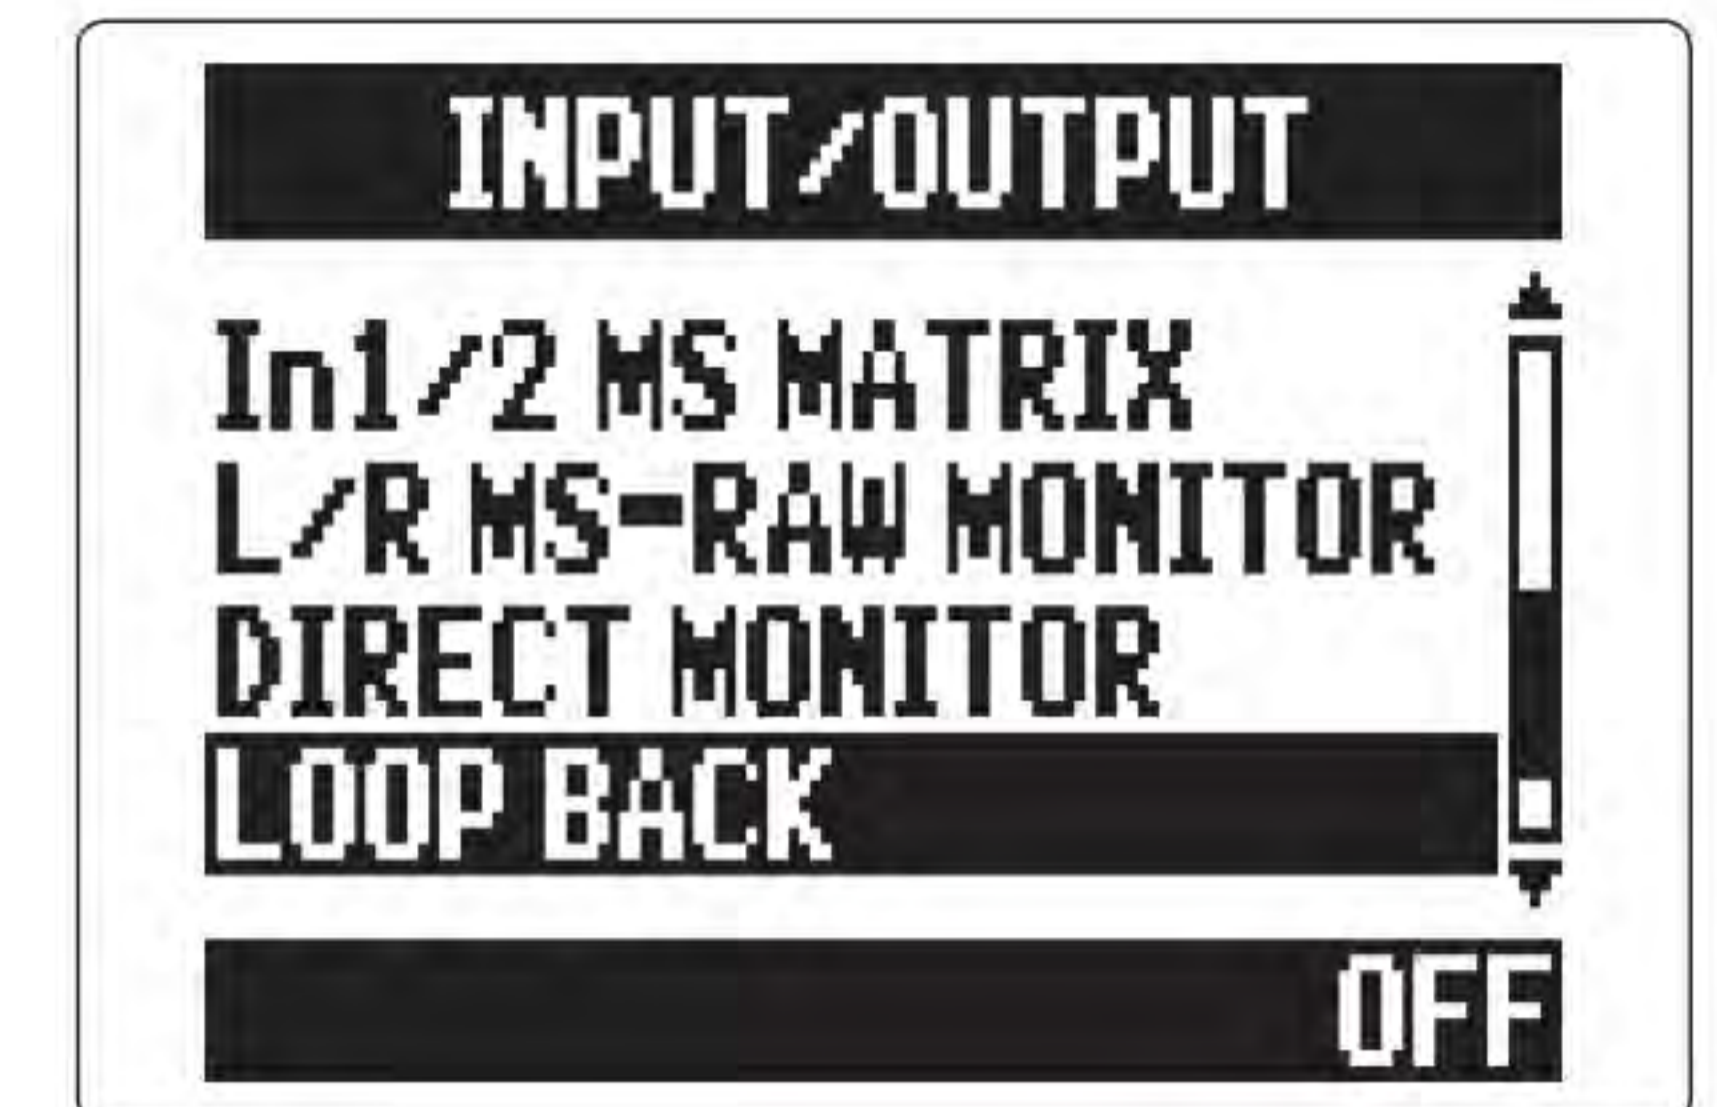 INPUT/OUTPUT
In1/2 MS MATRIX
L/R MS-RAW MONITOR
DIRECT MONITOR
LOOP BACK
OFF